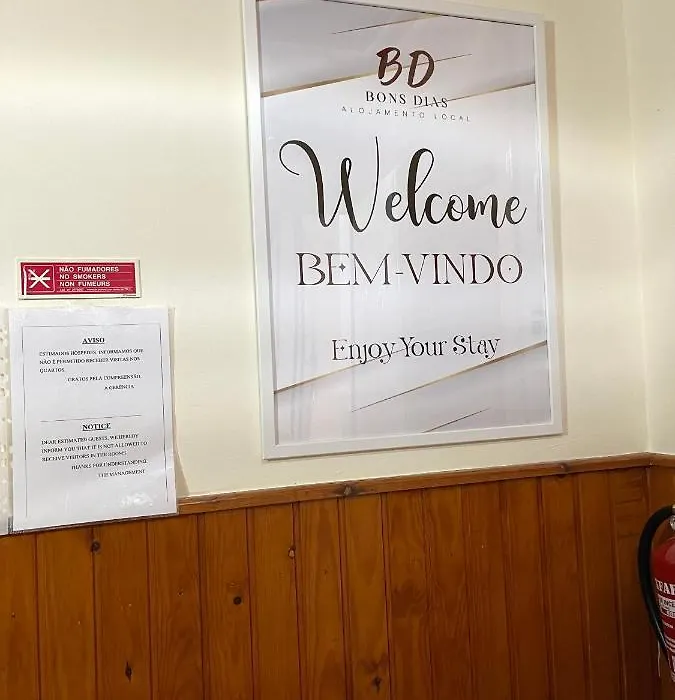 BD
BONS DIAS
ALOJAMENTO LOCAL
Welcome
BEM-VINDO
Enjoy Your Stay
NÃO FUMADORES
NO SMOKERS
NON FUMEURS
AVISO
ESTIMADOS HÓSPEDES, INFORMAMOS QUE
NÃO É PERMITIDO RECEBER VISITAS NOS
QUARTOS.
GRATOS PELA COMPREENSÃO,
A GERÊNCIA
NOTICE
DEAR ESTIMATED GUESTS, WE HEREBY
INFORM YOU THAT IT IS NOT ALLOWED TO
RECEIVE VISITORS IN THE ROOMS.
THANKS FOR UNDERSTANDING,
THE MANAGEMENT